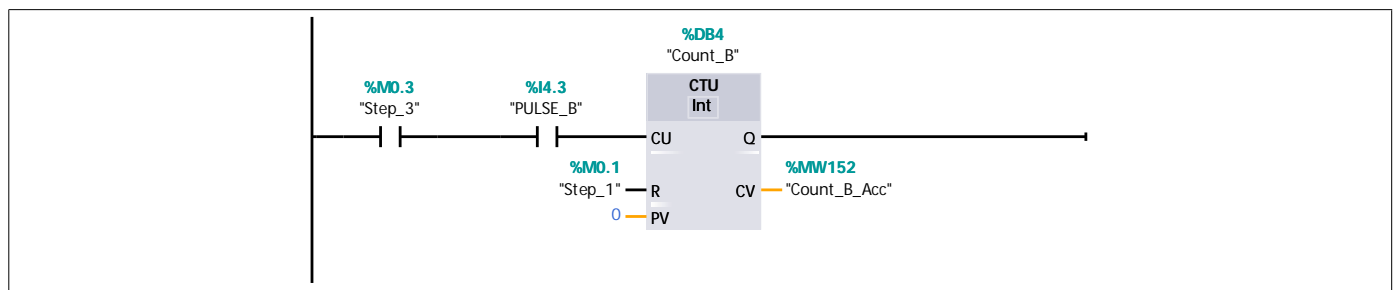 %DB4
"Count_B"
%M0.3
"Step_3"
%I4.3
"PULSE_B"
CTU
Int
CU
Q
%M0.1
"Step_1"
R
%MW152
CV
"Count_B_Acc"
0
PV